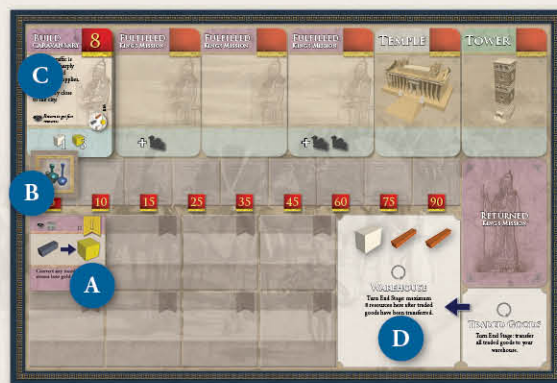 BUILD
CARAVANSARY
8
FULFILLED
KING'S MISSION
FULFILLED
KING'S MISSION
FULFILLED
KING'S MISSION
TEMPLE
TOWER
C
+
+
B
10
15
25
35
45
60
75
90
RETURNED
KING'S MISSION
A
WAREHOUSE
Turn End Stage: maximum
8 resources here after traded
goods have been transferred.
D
TRADED GOODS
Turn End Stage: transfer
all traded goods to your
warehouse.